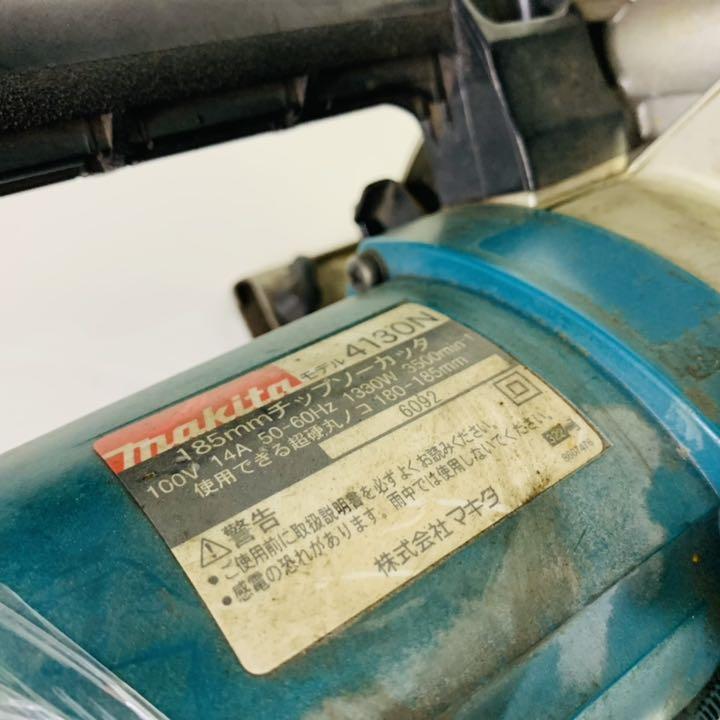 makita モデル 4130N
185mmチップソーカッタ
100V 14A 50-60Hz 1330W 3500min⁻¹
使用できる超硬丸ノコ 180-185mm
6092
警告
・ご使用前に取扱説明書を必ずよくお読みください。
・感電の恐れがあります。雨中では使用しないでください。
株式会社 マキタ